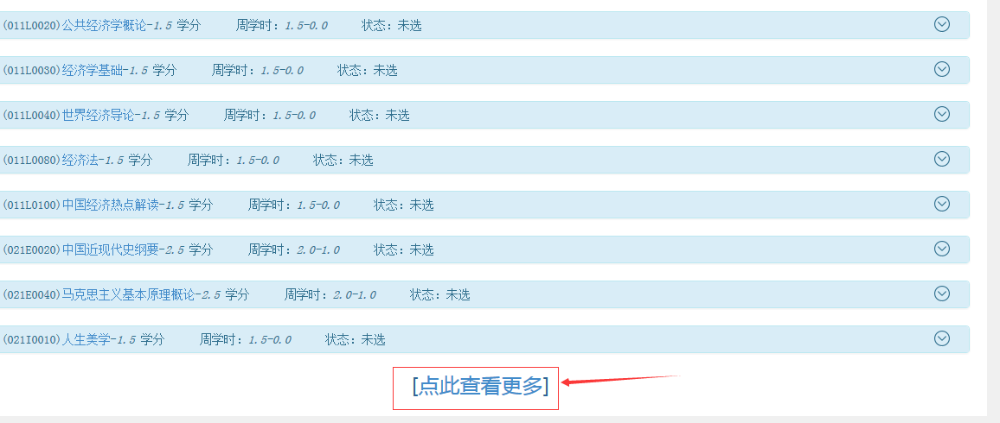 (011L0020)公共经济学概论-1.5 学分 周学时：1.5-0.0 状态：未选
(011L0030)经济学基础-1.5 学分 周学时：1.5-0.0 状态：未选
(011L0040)世界经济导论-1.5 学分 周学时：1.5-0.0 状态：未选
(011L0080)经济法-1.5 学分 周学时：1.5-0.0 状态：未选
(011L0100)中国经济热点解读-1.5 学分 周学时：1.5-0.0 状态：未选
(021E0020)中国近现代史纲要-2.5 学分 周学时：2.0-1.0 状态：未选
(021E0040)马克思主义基本原理概论-2.5 学分 周学时：2.0-1.0 状态：未选
(021I0010)人生美学-1.5 学分 周学时：1.5-0.0 状态：未选
[点此查看更多]